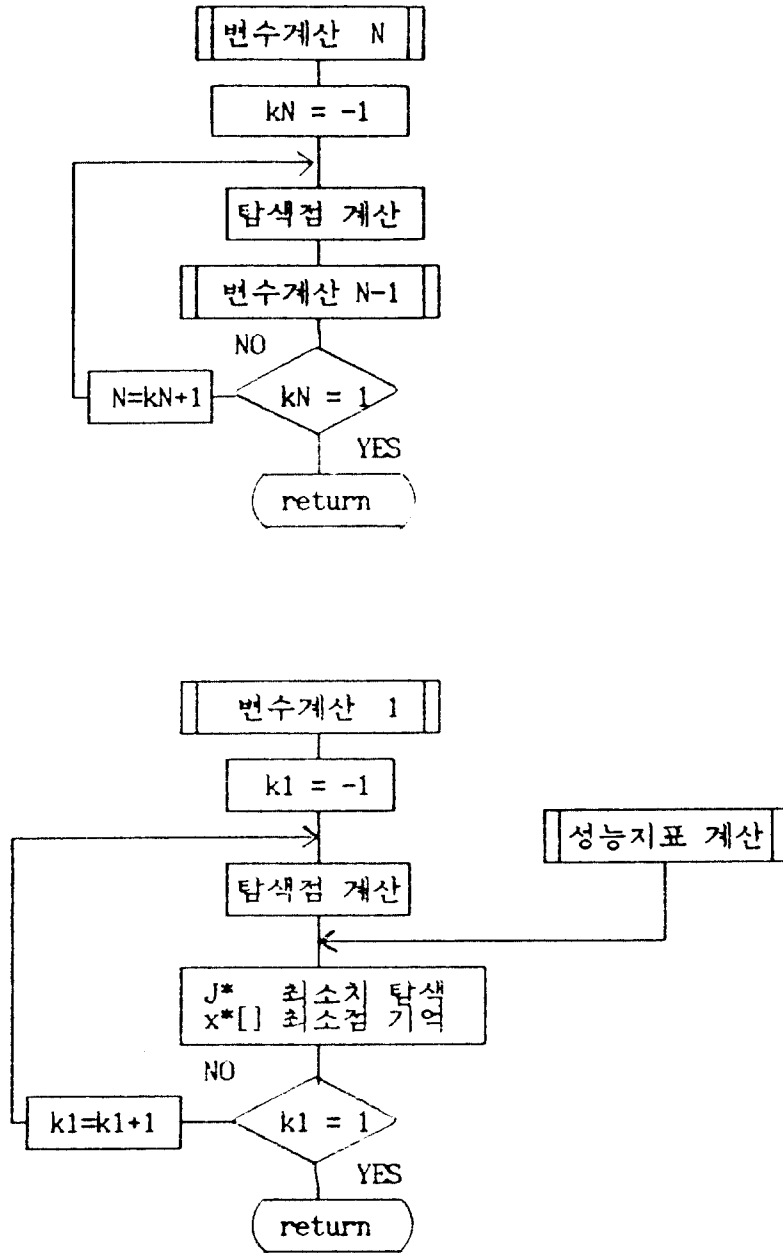 변수계산 N
kN = -1
탐색점 계산
변수계산 N-1
NO
N=kN+1
kN = 1
YES
return
변수계산 1
k1 = -1
성능지표 계산
탐색점 계산
J* 최소치 탐색
x*[] 최소점 기억
NO
k1=k1+1
k1 = 1
YES
return